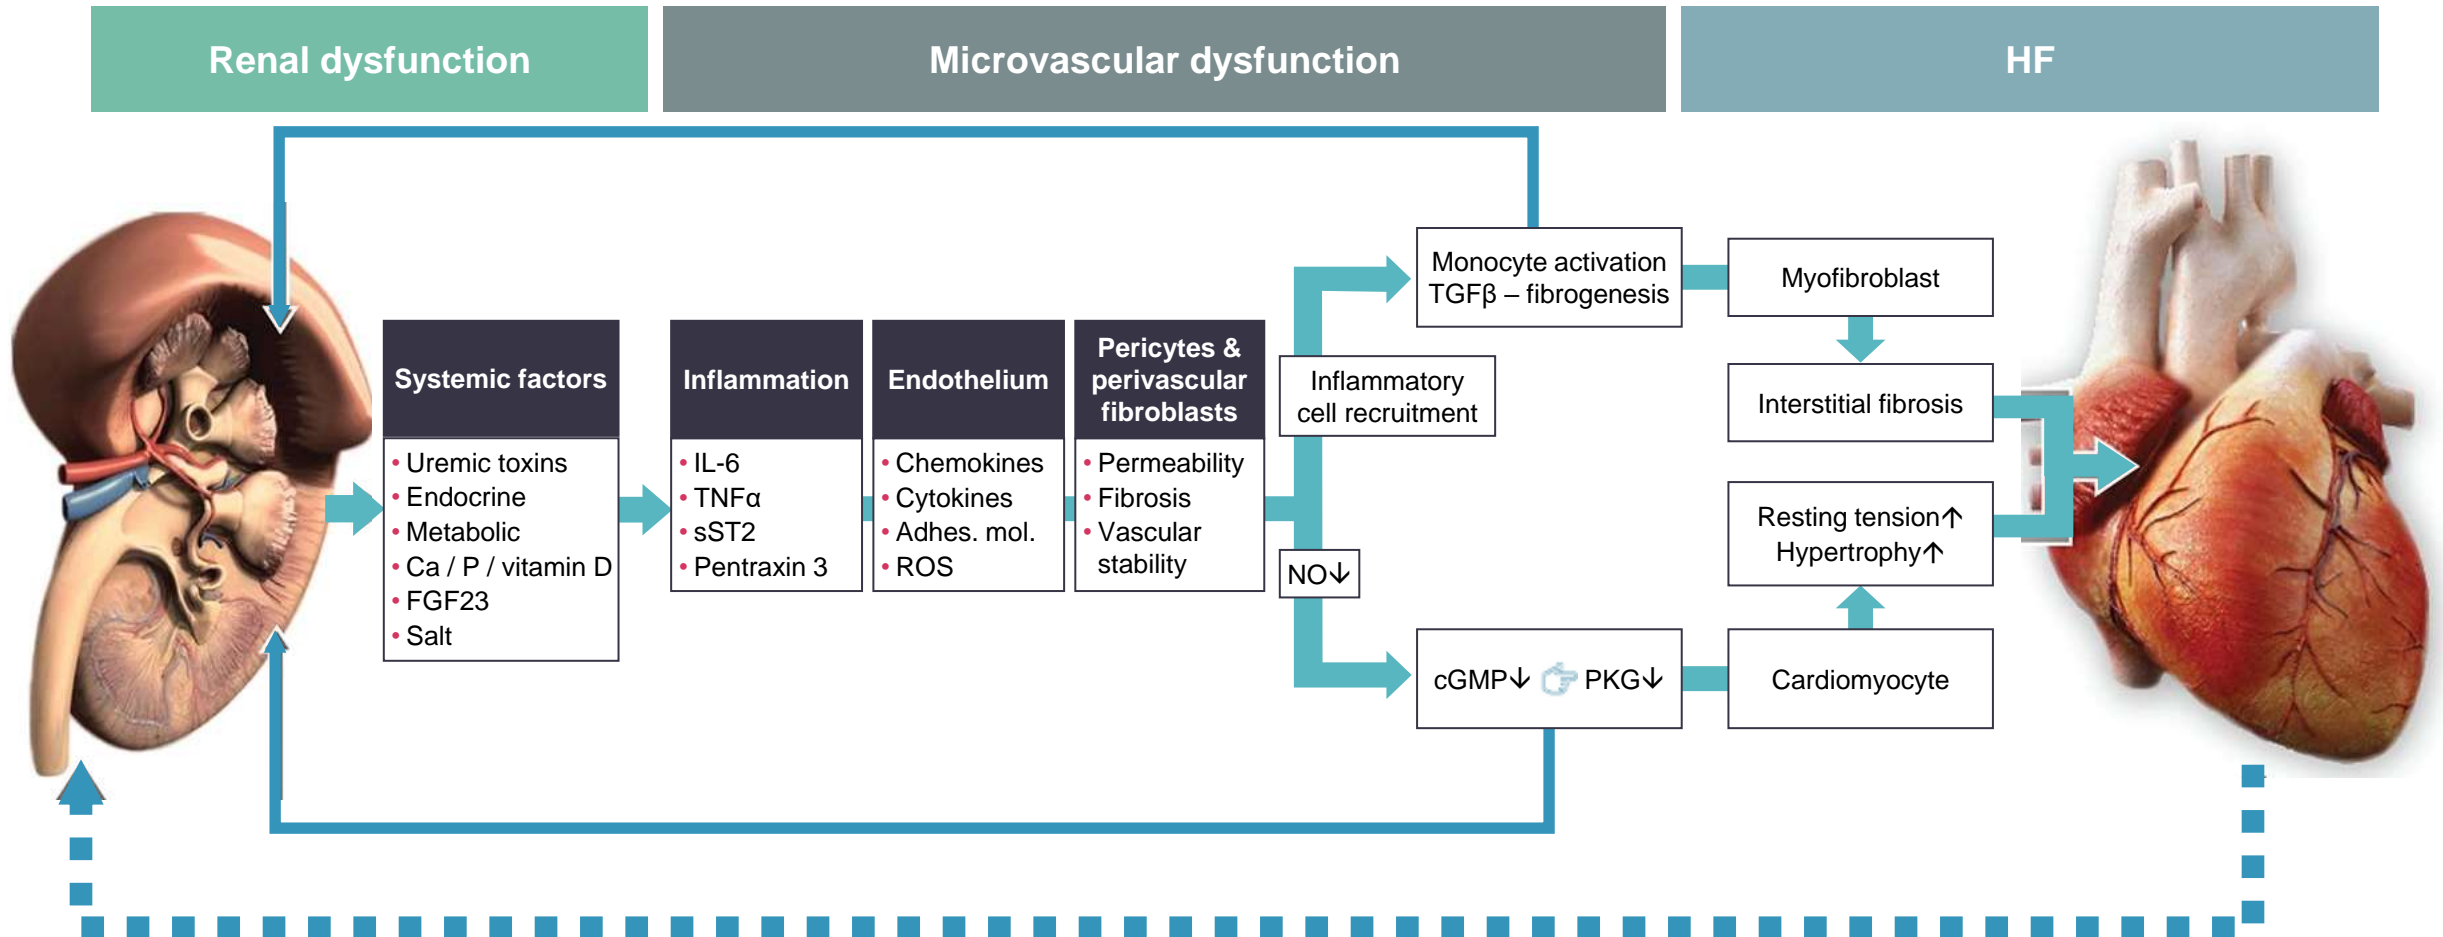 Renal dysfunction
Microvascular dysfunction
HF
Systemic factors
• Uremic toxins
• Endocrine
• Metabolic
• Ca / P / vitamin D
• FGF23
• Salt
Inflammation
• IL-6
• TNFα
• sST2
• Pentraxin 3
Endothelium
• Chemokines
• Cytokines
• Adhes. mol.
• ROS
Pericytes &
perivascular
fibroblasts
• Permeability
• Fibrosis
• Vascular
stability
Inflammatory
cell recruitment
NO↓
Monocyte activation
TGFβ – fibrogenesis
cGMP↓ 👉 PKG↓
Myofibroblast
Interstitial fibrosis
Resting tension↑
Hypertrophy↑
Cardiomyocyte